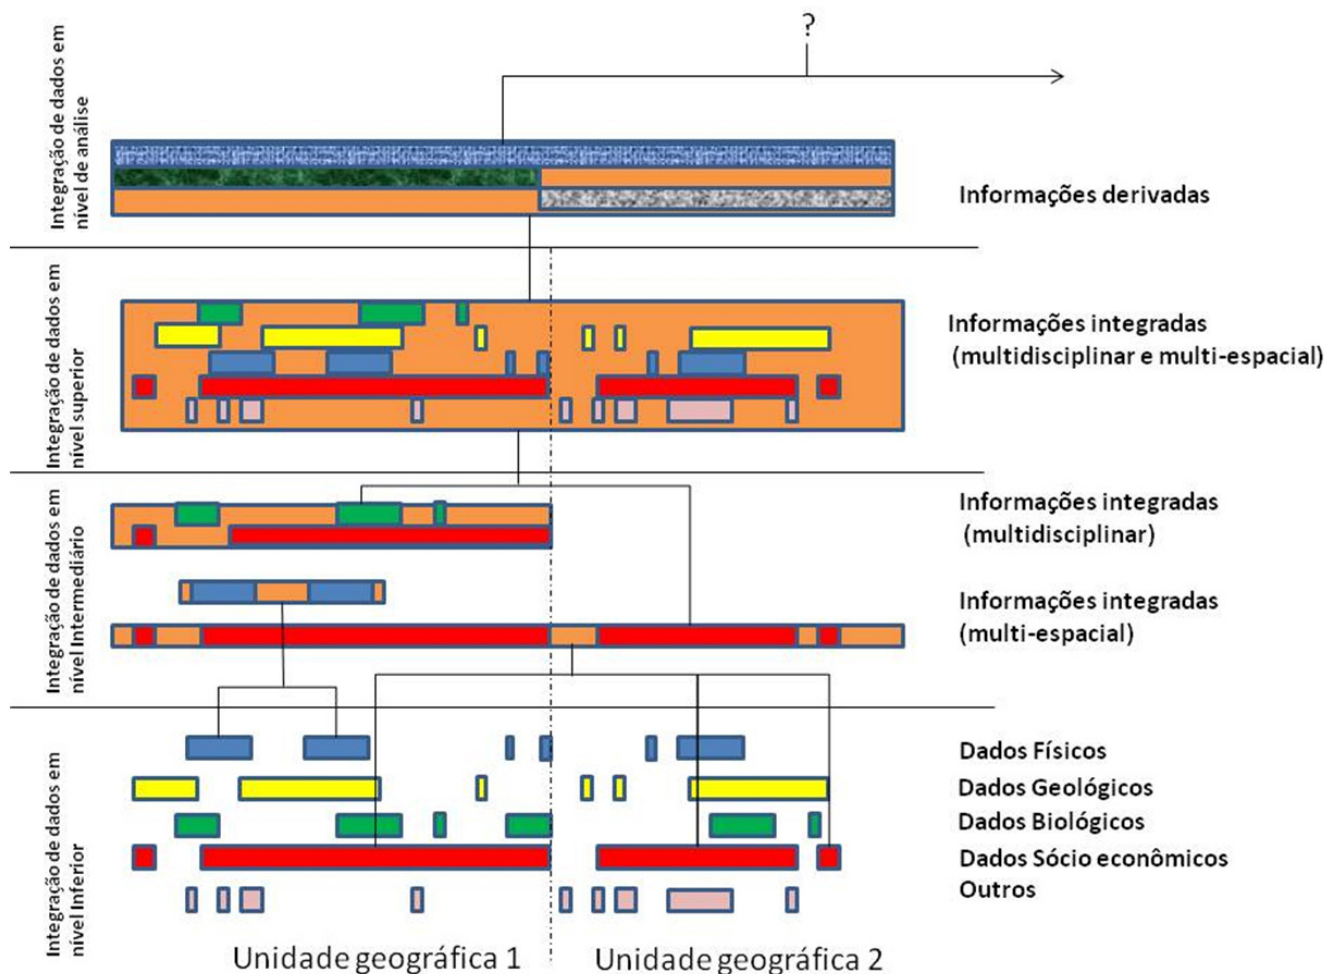 ?
Integração de dados em
nível de análise
Informações derivadas
Integração de dados em
nível superior
Informações integradas
(multidisciplinar e multi-espacial)
Integração de dados em
nível Intermediário
Informações integradas
(multidisciplinar)
Informações integradas
(multi-espacial)
Integração de dados em
nível Inferior
Dados Físicos
Dados Geológicos
Dados Biológicos
Dados Sócio econômicos
Outros
Unidade geográfica 1
Unidade geográfica 2